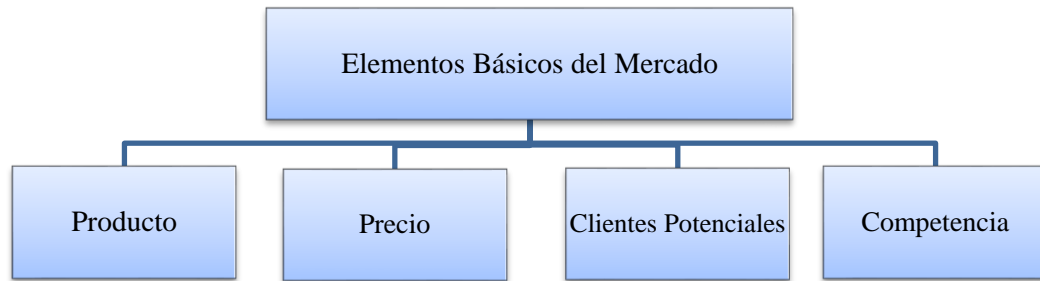 Elementos Básicos del Mercado
Producto
Precio
Clientes Potenciales
Competencia